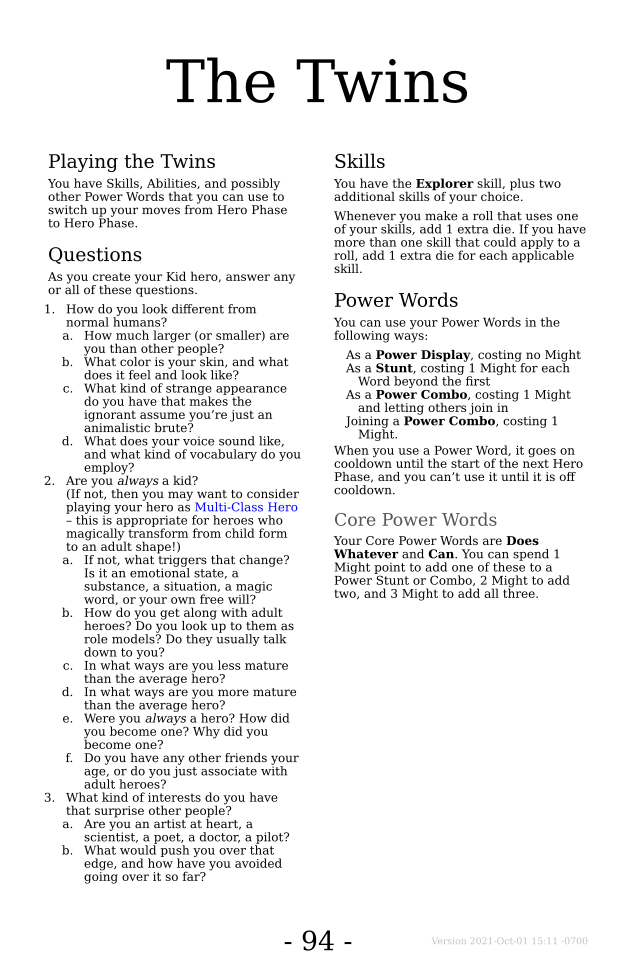 The Twins
Playing the Twins
You have Skills, Abilities, and possibly
other Power Words that you can use to
switch up your moves from Hero Phase
to Hero Phase.
Questions
As you create your Kid hero, answer any
or all of these questions.
1. How do you look different from
normal humans?
a. How much larger (or smaller) are
you than other people?
b. What color is your skin, and what
does it feel and look like?
c. What kind of strange appearance
do you have that makes the
ignorant assume you’re just an
animalistic brute?
d. What does your voice sound like,
and what kind of vocabulary do you
employ?
2. Are you always a kid?
(If not, then you may want to consider
playing your hero as Multi-Class Hero
– this is appropriate for heroes who
magically transform from child form
to an adult shape!)
a. If not, what triggers that change?
Is it an emotional state, a
substance, a situation, a magic
word, or your own free will?
b. How do you get along with adult
heroes? Do you look up to them as
role models? Do they usually talk
down to you?
c. In what ways are you less mature
than the average hero?
d. In what ways are you more mature
than the average hero?
e. Were you always a hero? How did
you become one? Why did you
become one?
f. Do you have any other friends your
age, or do you just associate with
adult heroes?
3. What kind of interests do you have
that surprise other people?
a. Are you an artist at heart, a
scientist, a poet, a doctor, a pilot?
b. What would push you over that
edge, and how have you avoided
going over it so far?
Skills
You have the Explorer skill, plus two
additional skills of your choice.
Whenever you make a roll that uses one
of your skills, add 1 extra die. If you have
more than one skill that could apply to a
roll, add 1 extra die for each applicable
skill.
Power Words
You can use your Power Words in the
following ways:
As a Power Display, costing no Might
As a Stunt, costing 1 Might for each
Word beyond the first
As a Power Combo, costing 1 Might
and letting others join in
Joining a Power Combo, costing 1
Might.
When you use a Power Word, it goes on
cooldown until the start of the next Hero
Phase, and you can’t use it until it is off
cooldown.
Core Power Words
Your Core Power Words are Does
Whatever and Can. You can spend 1
Might point to add one of these to a
Power Stunt or Combo, 2 Might to add
two, and 3 Might to add all three.
- 94 -
Version 2021-Oct-01 15:11 -0700